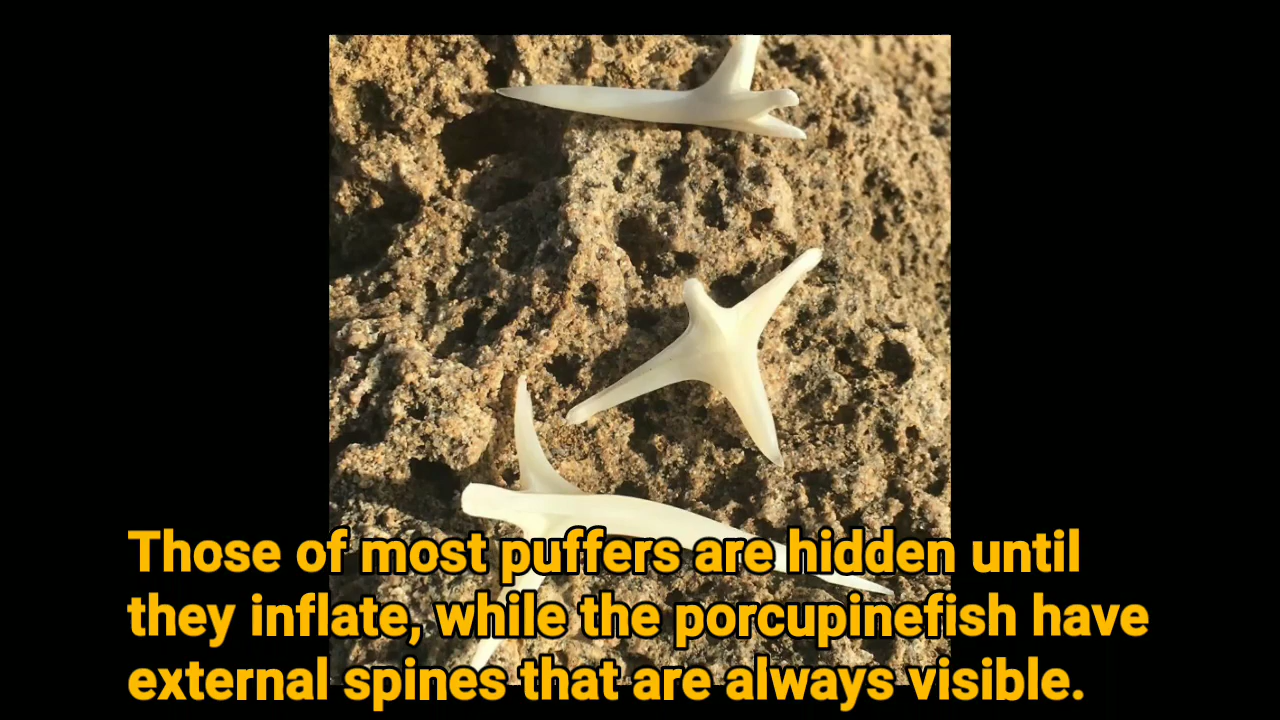 Those of most puffers are hidden until
they inflate, while the porcupinefish have
external spines that are always visible.